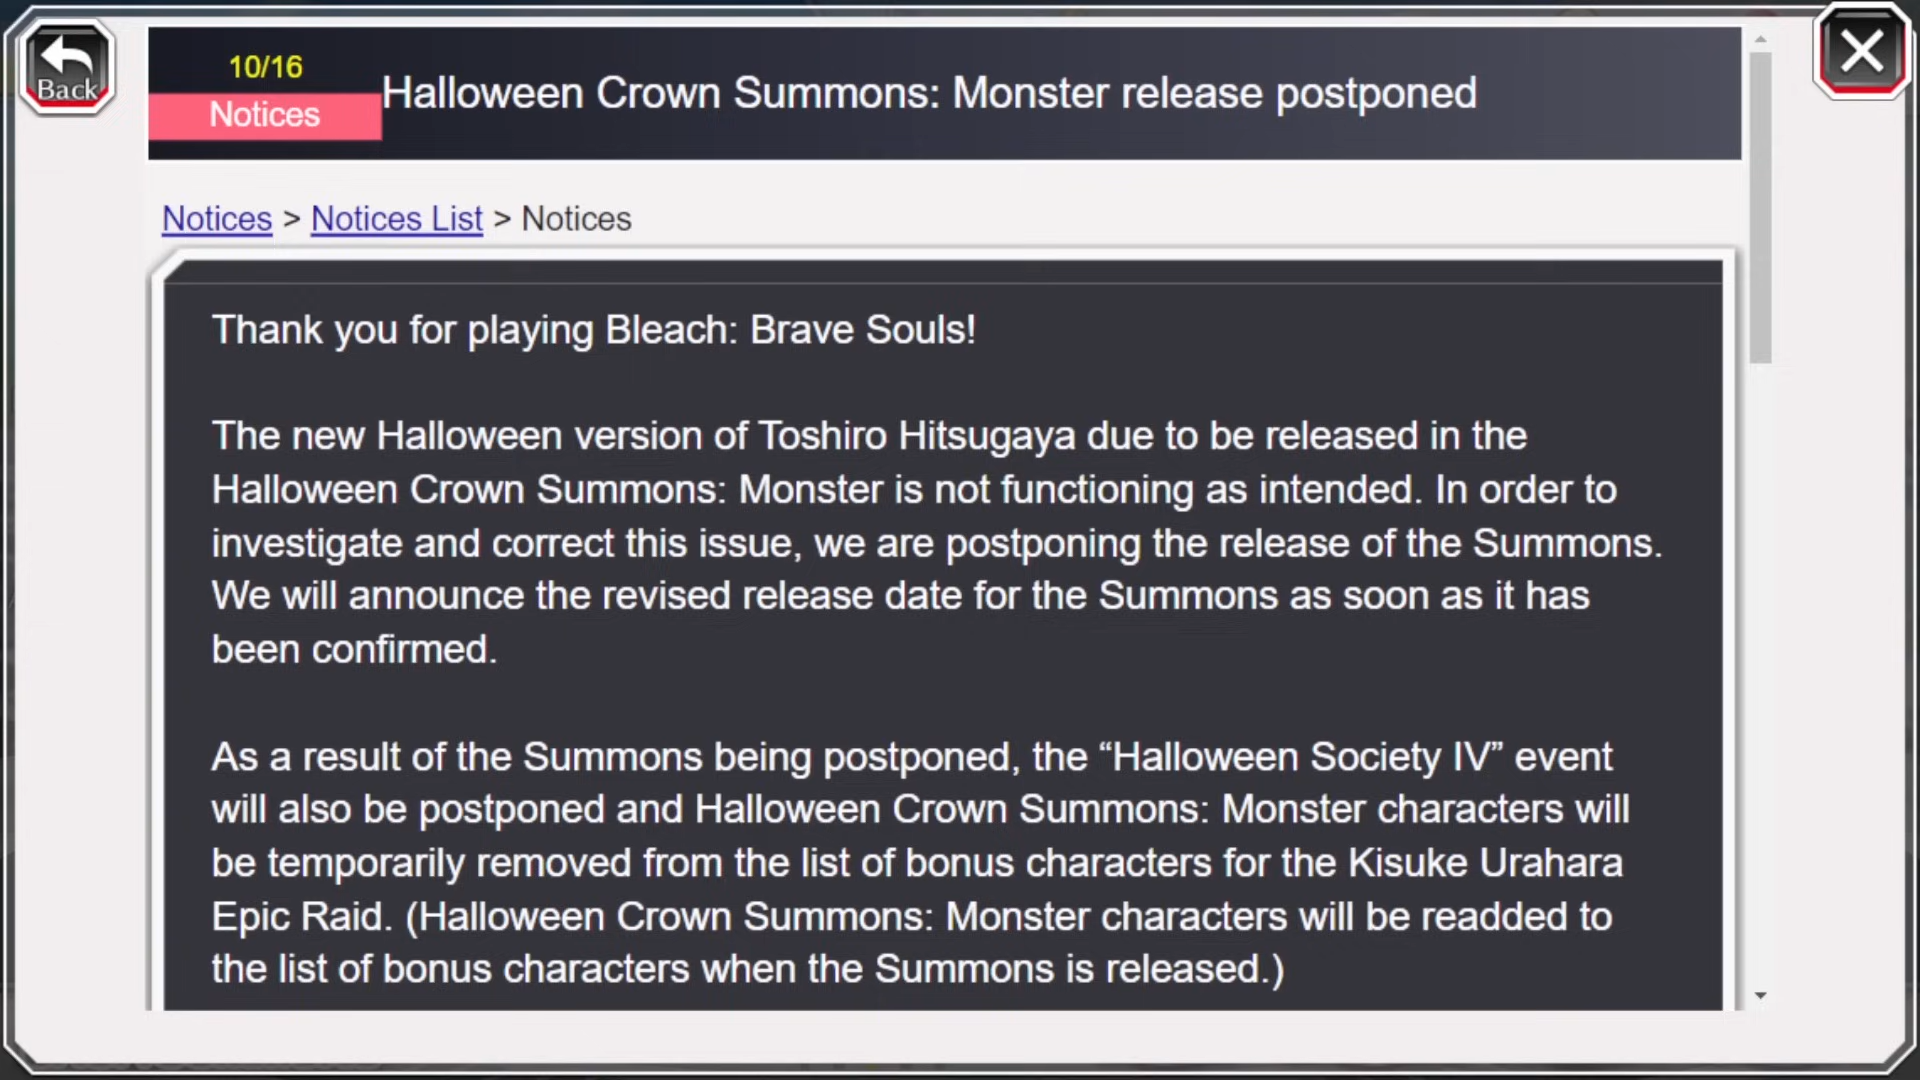 Back
10/16
Notices
Halloween Crown Summons: Monster release postponed
Notices > Notices List > Notices
Thank you for playing Bleach: Brave Souls!
The new Halloween version of Toshiro Hitsugaya due to be released in the
Halloween Crown Summons: Monster is not functioning as intended. In order to
investigate and correct this issue, we are postponing the release of the Summons.
We will announce the revised release date for the Summons as soon as it has
been confirmed.
As a result of the Summons being postponed, the “Halloween Society IV” event
will also be postponed and Halloween Crown Summons: Monster characters will
be temporarily removed from the list of bonus characters for the Kisuke Urahara
Epic Raid. (Halloween Crown Summons: Monster characters will be readded to
the list of bonus characters when the Summons is released.)